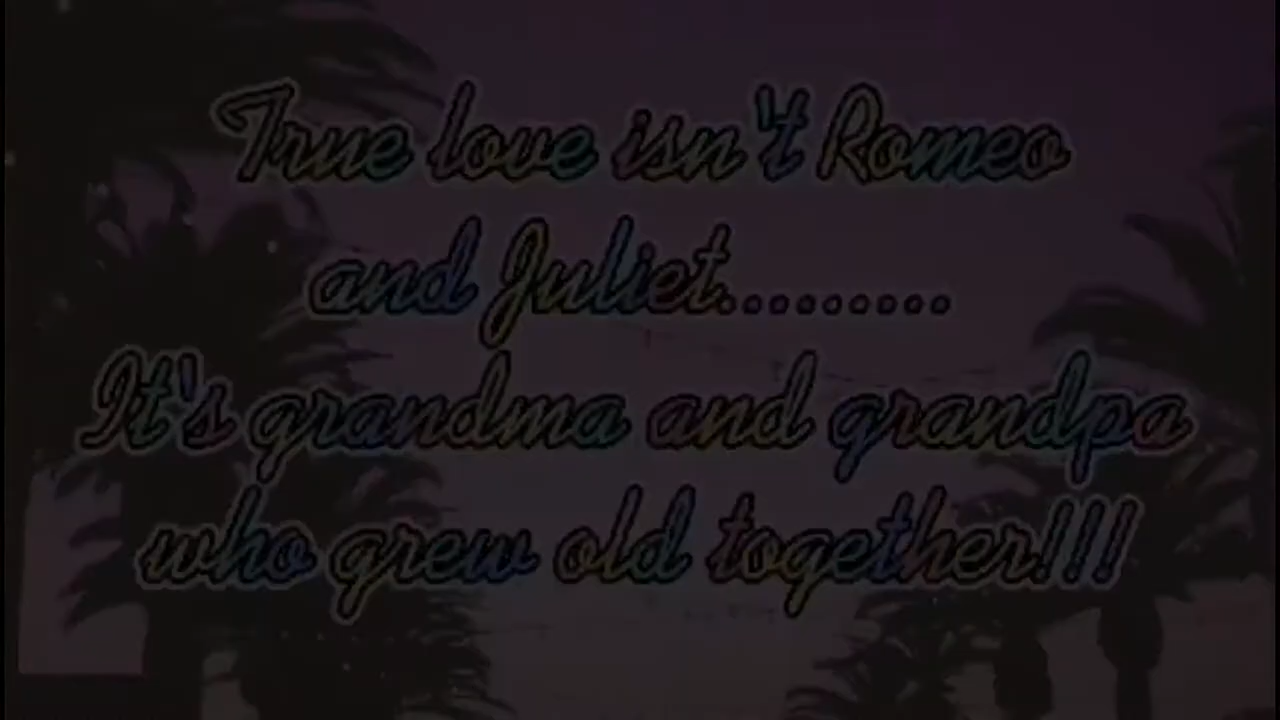 True love isn't Romeo
and Juliet.........
It's grandma and grandpa
who grew old together!!!